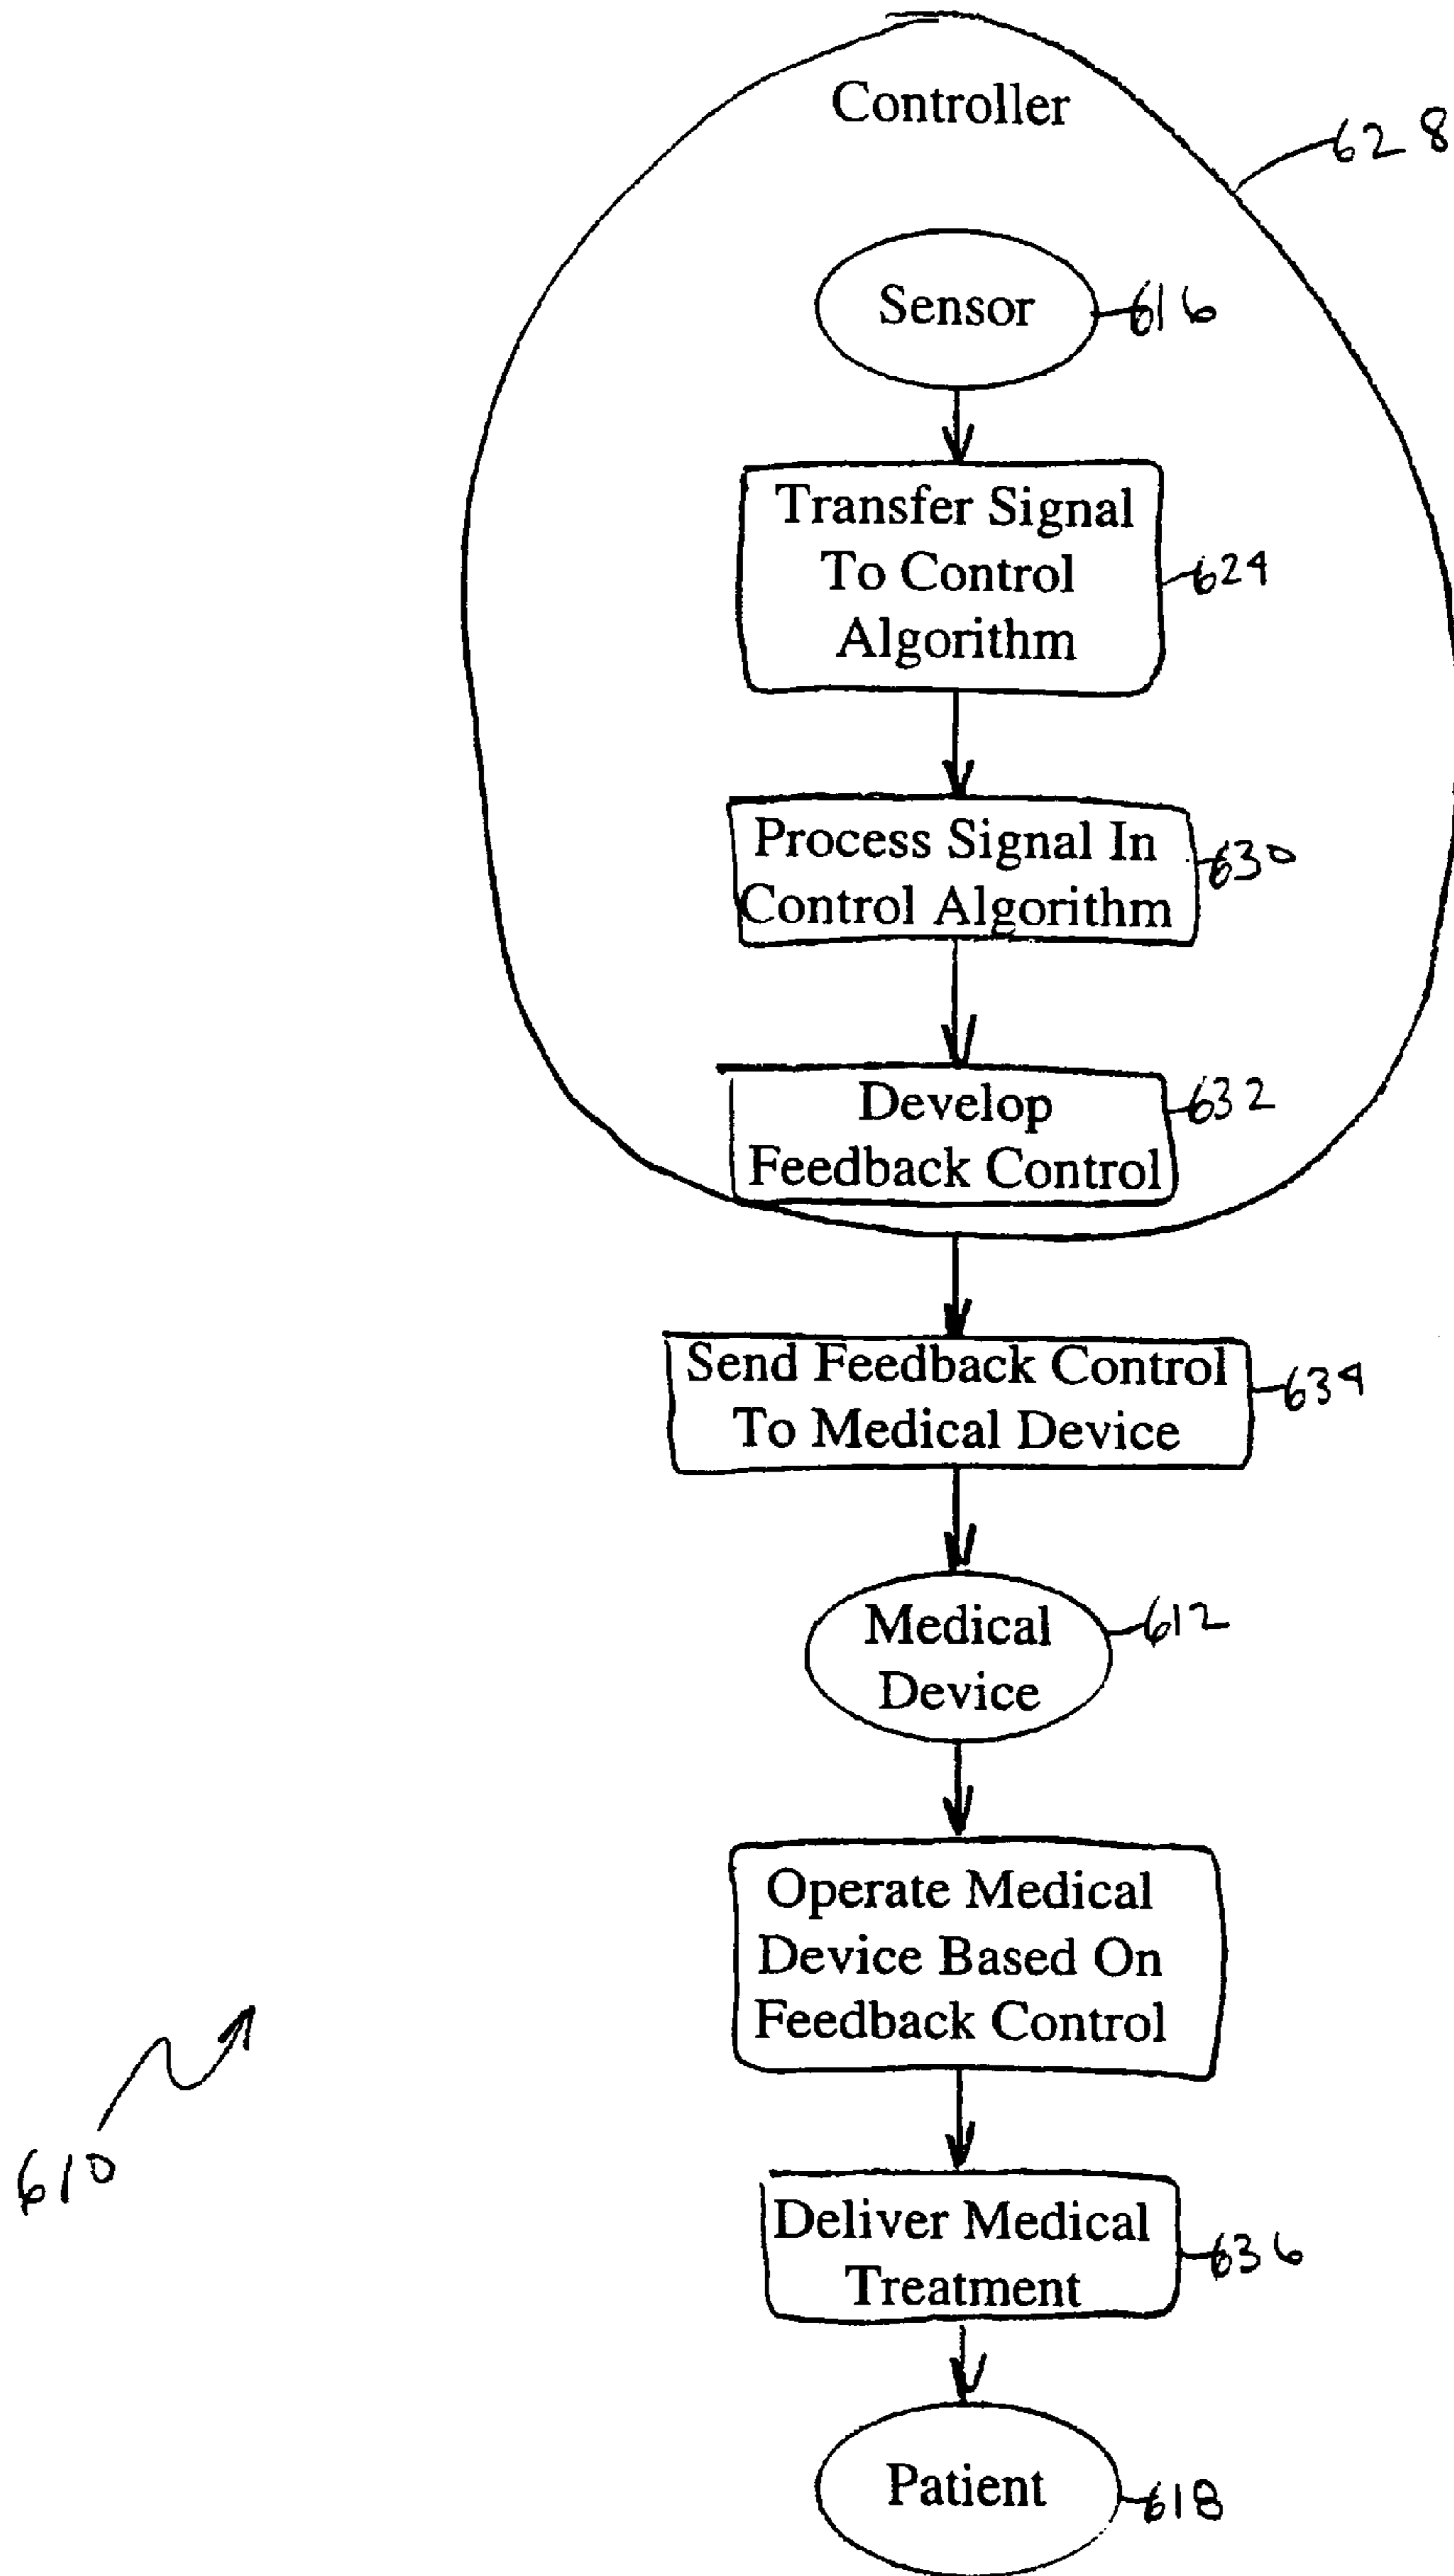 Controller
628
Sensor
616
Transfer Signal
To Control
Algorithm
624
Process Signal In
Control Algorithm
630
Develop
Feedback Control
632
Send Feedback Control
To Medical Device
634
Medical
Device
612
Operate Medical
Device Based On
Feedback Control
610
Deliver Medical
Treatment
636
Patient
618